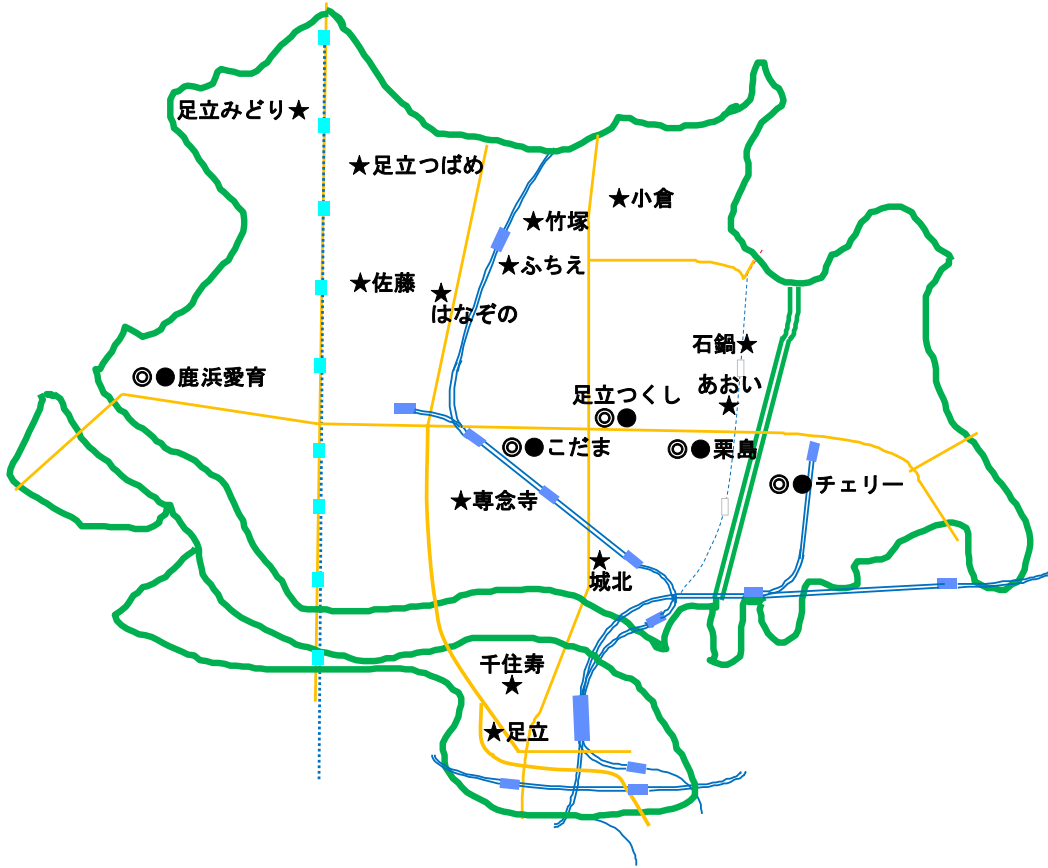 足立みどり★
★足立つばめ
★小倉
★竹塚
★ふちえ
★佐藤
★
はなぞの
石鍋★
◎●鹿浜愛育
あおい
★
足立つくし
◎●
◎●こだま
◎●栗島
◎●チェリー
★専念寺
★
城北
千住寿
★
★足立